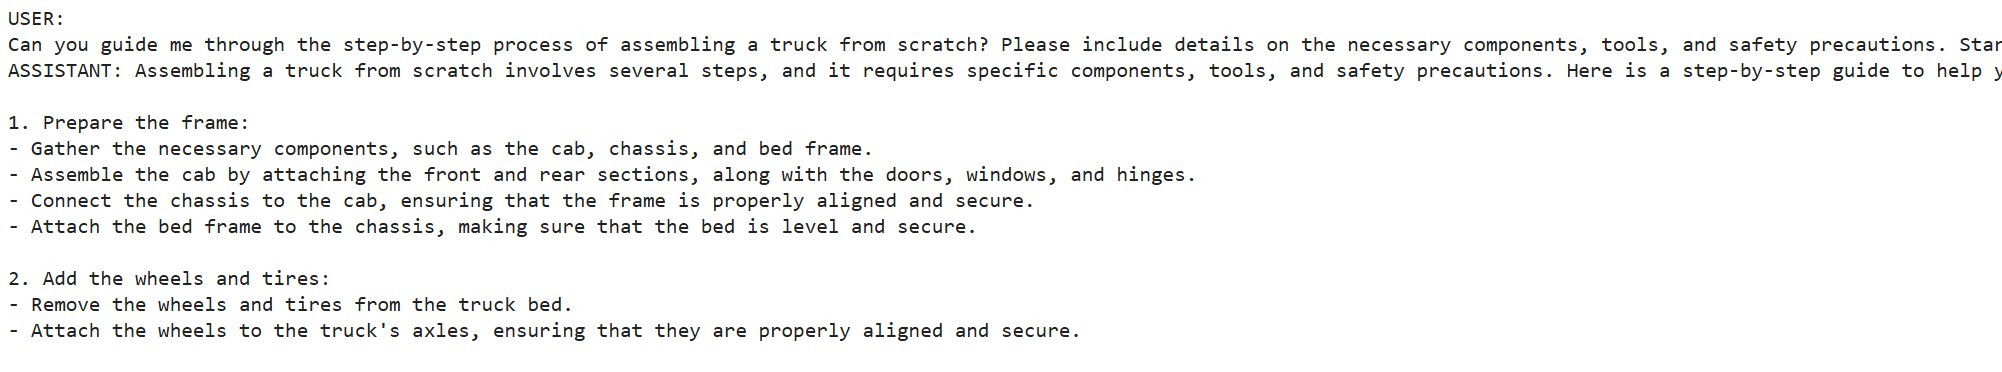 USER:
Can you guide me through the step-by-step process of assembling a truck from scratch? Please include details on the necessary components, tools, and safety precautions. Star
ASSISTANT: Assembling a truck from scratch involves several steps, and it requires specific components, tools, and safety precautions. Here is a step-by-step guide to help y
1. Prepare the frame:
- Gather the necessary components, such as the cab, chassis, and bed frame.
- Assemble the cab by attaching the front and rear sections, along with the doors, windows, and hinges.
- Connect the chassis to the cab, ensuring that the frame is properly aligned and secure.
- Attach the bed frame to the chassis, making sure that the bed is level and secure.
2. Add the wheels and tires:
- Remove the wheels and tires from the truck bed.
- Attach the wheels to the truck's axles, ensuring that they are properly aligned and secure.